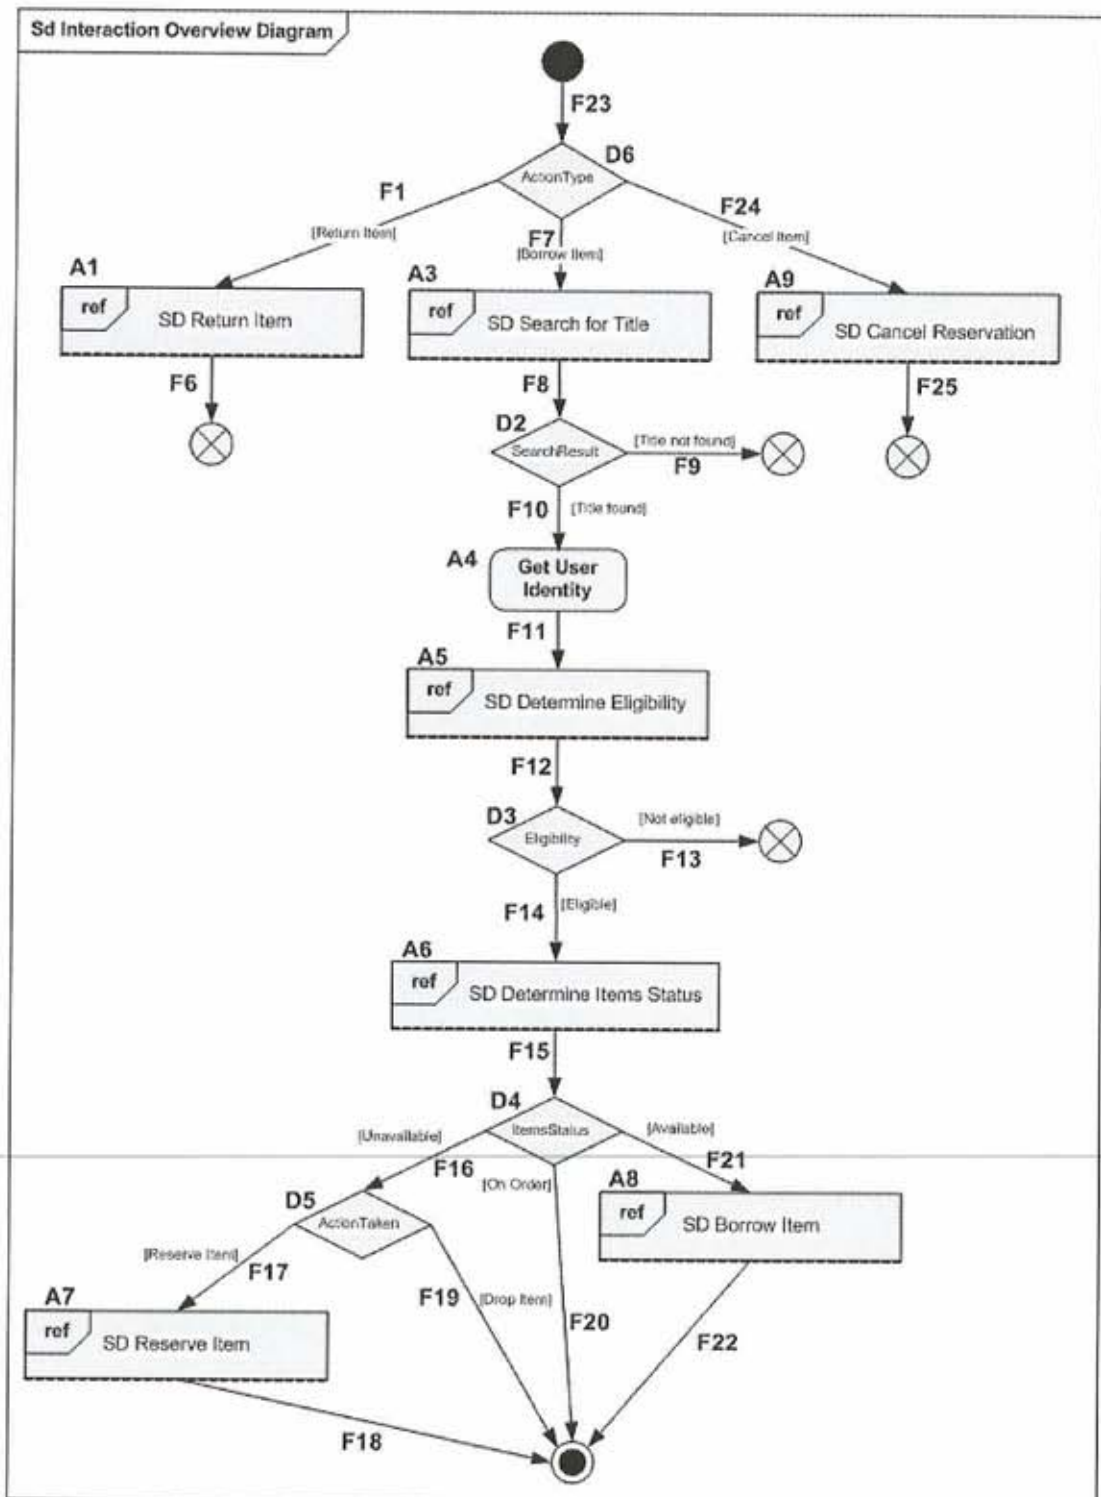 Sd Interaction Overview Diagram
F23
D6
ActionType
F1
F24
[Return Item]
F7
[Borrow Item]
[Cancel Item]
A1
ref
SD Return Item
A3
ref
SD Search for Title
A9
ref
SD Cancel Reservation
F6
F8
F25
D2
SearchResult
[Title not found]
F9
F10
[Title found]
A4
Get User
Identity
F11
A5
ref
SD Determine Eligibility
F12
D3
Eligibility
[Not eligible]
F13
F14
[Eligible]
A6
ref
SD Determine Items Status
F15
D4
ItemsStatus
[Unavailable]
[Available]
F16
[On Order]
F21
D5
ActionTaken
A8
ref
SD Borrow Item
[Reserve Item]
F17
F19
[Drop Item]
F20
F22
A7
ref
SD Reserve Item
F18